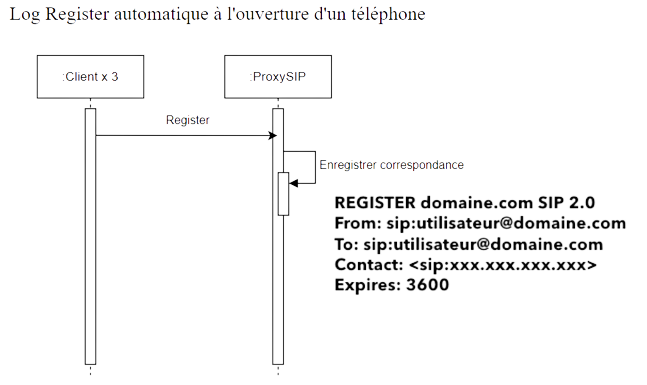 Log Register automatique à l'ouverture d'un téléphone
:Client x 3
:ProxySIP
Register
Enregistrer correspondance
REGISTER domaine.com SIP 2.0
From: sip:utilisateur@domaine.com
To: sip:utilisateur@domaine.com
Contact: <sip:xxx.xxx.xxx.xxx>
Expires: 3600